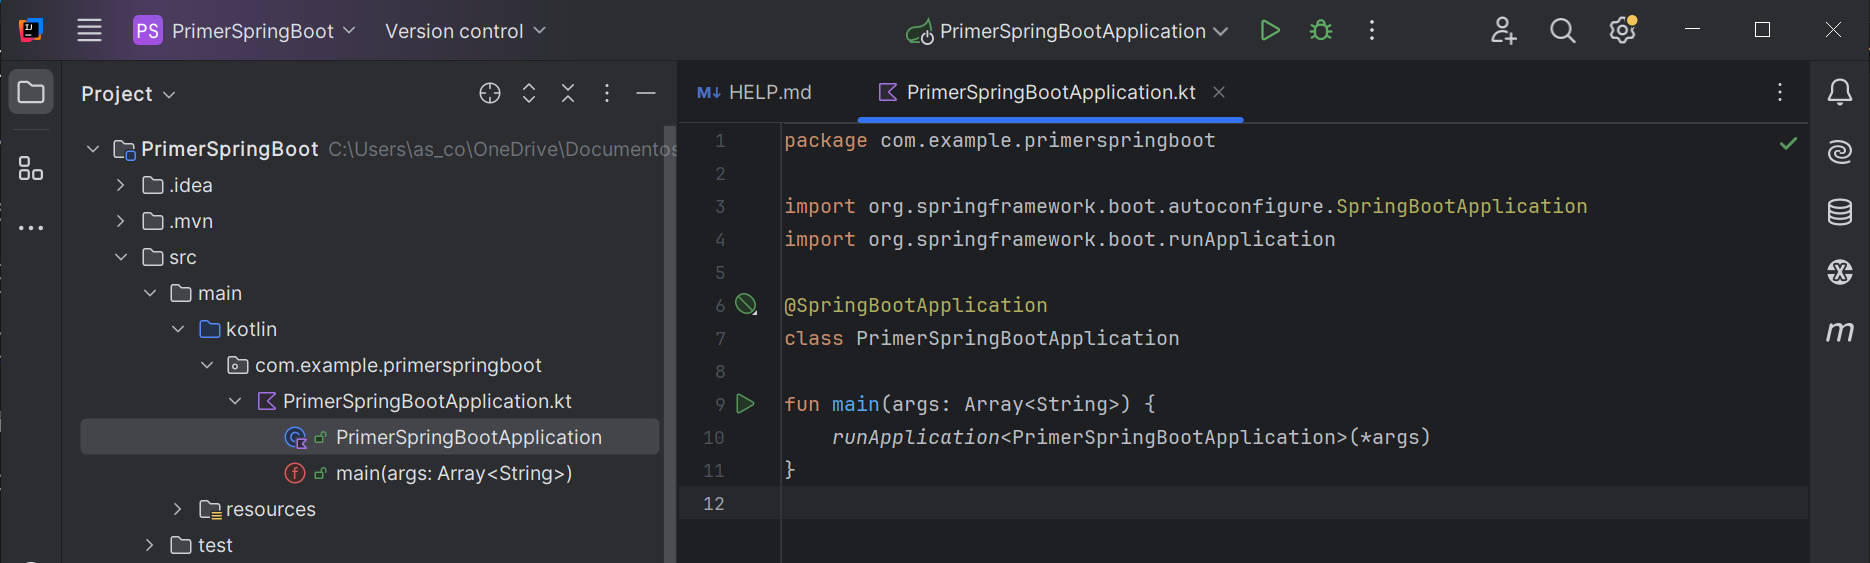 PS PrimerSpringBoot Version control PrimerSpringBootApplication
Project
PrimerSpringBoot C:\Users\as_co\OneDrive\Documentos
.idea
.mvn
src
main
kotlin
com.example.primerspringboot
PrimerSpringBootApplication.kt
PrimerSpringBootApplication
main(args: Array<String>)
resources
test
M↓ HELP.md PrimerSpringBootApplication.kt
1 package com.example.primerspringboot
2
3 import org.springframework.boot.autoconfigure.SpringBootApplication
4 import org.springframework.boot.runApplication
5
6 @SpringBootApplication
7 class PrimerSpringBootApplication
8
9 fun main(args: Array<String>) {
10 runApplication<PrimerSpringBootApplication>(*args)
11 }
12
m